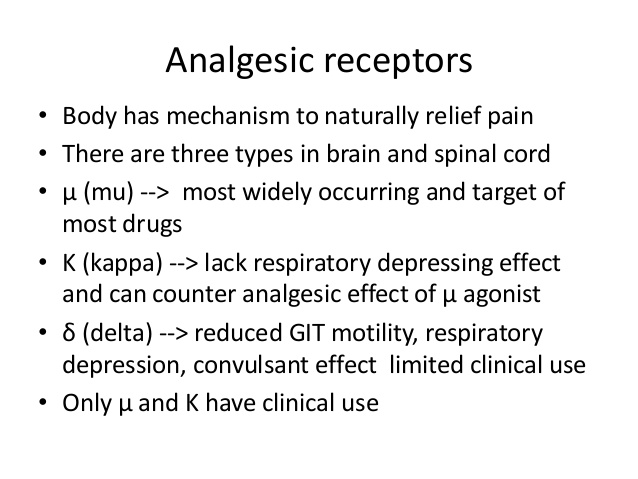 Analgesic receptors
• Body has mechanism to naturally relief pain
• There are three types in brain and spinal cord
• μ (mu) --> most widely occurring and target of
most drugs
• K (kappa) --> lack respiratory depressing effect
and can counter analgesic effect of μ agonist
• δ (delta) --> reduced GIT motility, respiratory
depression, convulsant effect limited clinical use
• Only μ and K have clinical use